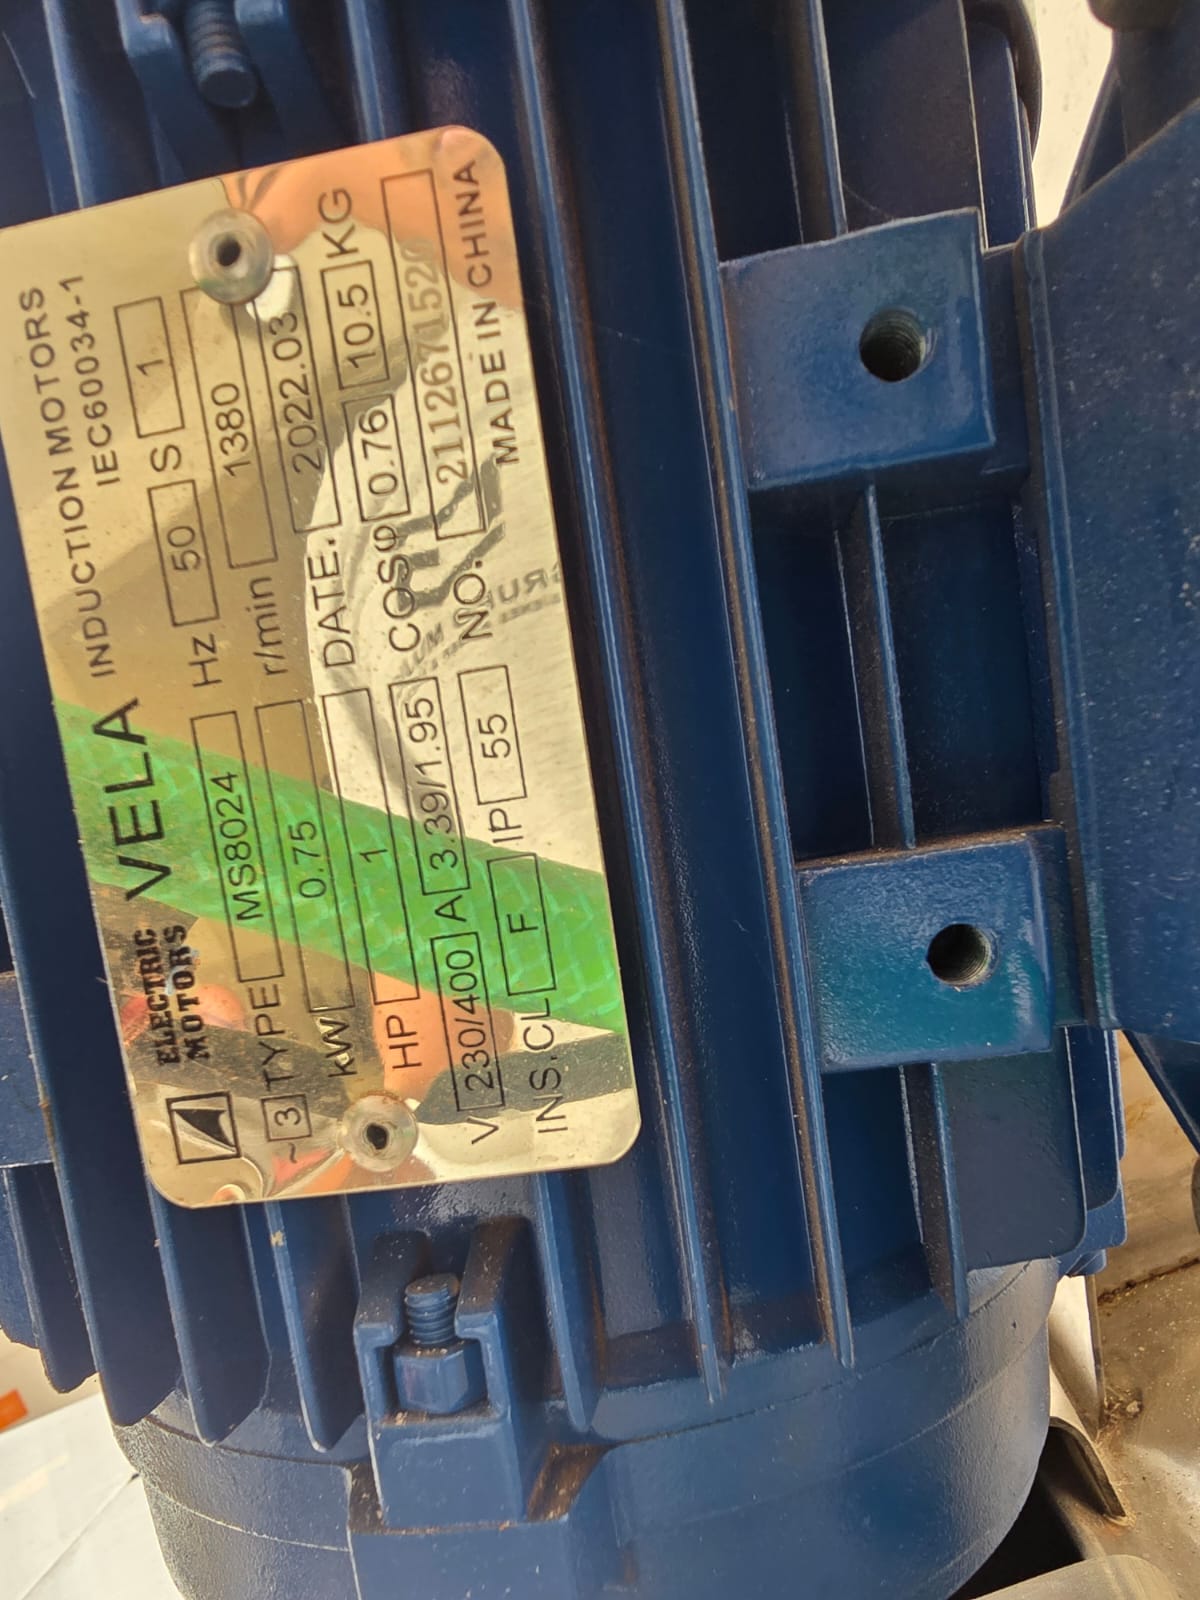 ELECTRIC MOTORS VELA INDUCTION MOTORS
IEC60034-1
~ 3 TYPE MS8024 Hz 50 S 1
kW 0.75 r/min 1380
HP 1 DATE. 2022.03
V 230/400 A 3.39/1.95 COSφ 0.76 10.5 KG
INS.CL F IP 55 NO. 211267152
MADE IN CHINA